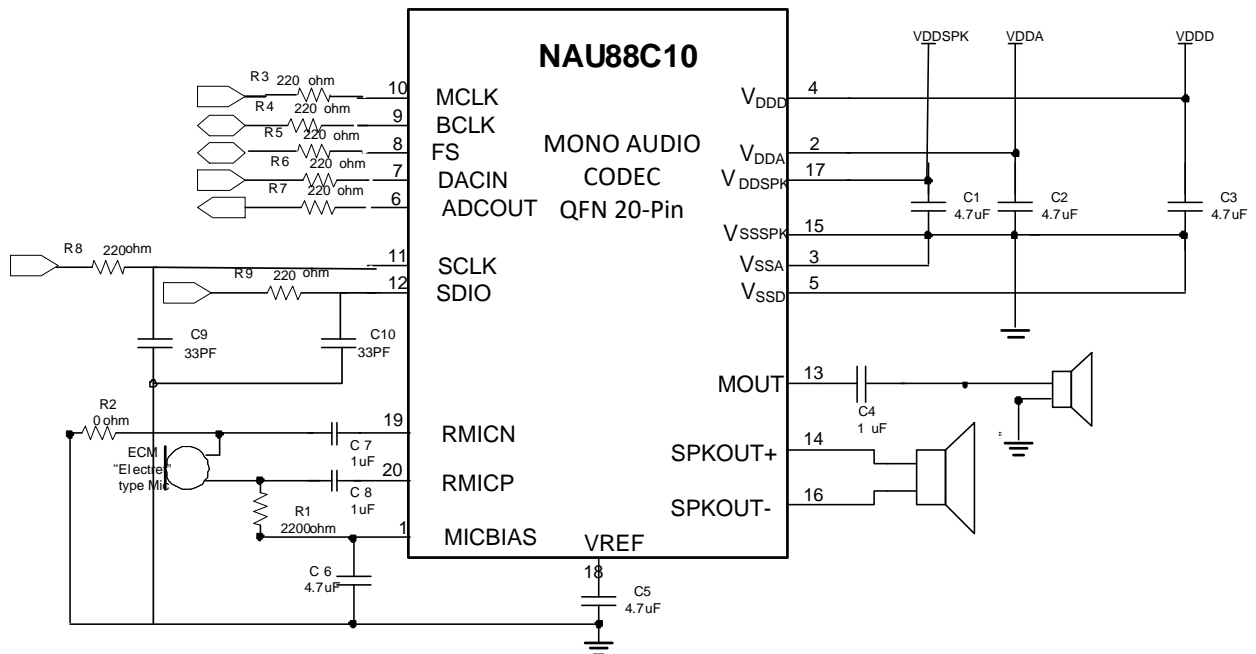 NAU88C10
MONO AUDIO
CODEC
QFN 20-Pin
R3 220 ohm
10 MCLK
R4 220 ohm
9 BCLK
R5 220 ohm
8 FS
R6 220 ohm
7 DACIN
R7 220 ohm
6 ADCOUT
R8 220ohm
11 SCLK
R9 220 ohm
12 SDIO
C9
33PF
C10
33PF
R2
0 ohm
19 RMICN
C 7
1uF
ECM
"Electret"
type Mic
20 RMICP
C 8
1uF
R1
2200ohm
1 MICBIAS
C 6
4.7uF
VREF
18
C5
4.7uF
VDDSPK
VDDA
VDDD
VDDD 4
VDDA 2
VDDSPK 17
C1
4.7uF
C2
4.7uF
C3
4.7uF
VSSSPK 15
VSSA 3
VSSD 5
MOUT 13
C4
1 uF
"
SPKOUT+ 14
SPKOUT- 16